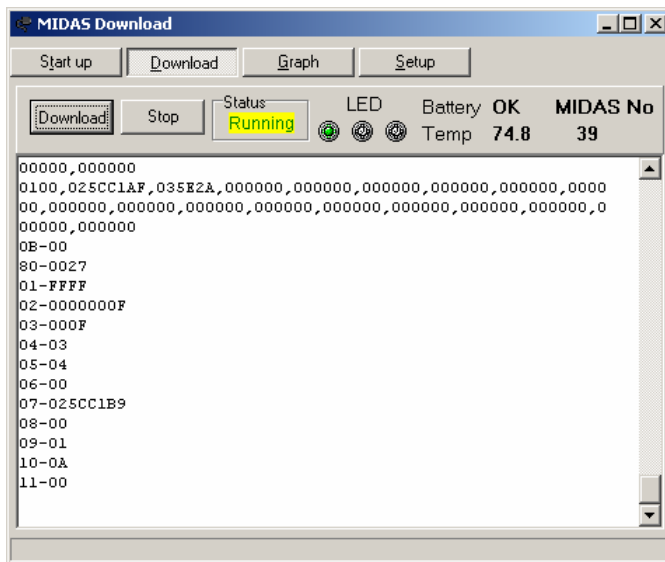 MIDAS Download
Start up Download Graph Setup
Download Stop Status Running LED Battery OK MIDAS No
Temp 74.8 39
00000,000000
0100,025CC1AF,035E2A,000000,000000,000000,000000,000000,0000
00,000000,000000,000000,000000,000000,000000,000000,000000,0
00000,000000
0B-00
80-0027
01-FFFF
02-0000000F
03-000F
04-03
05-04
06-00
07-025CC1B9
08-00
09-01
10-0A
11-00